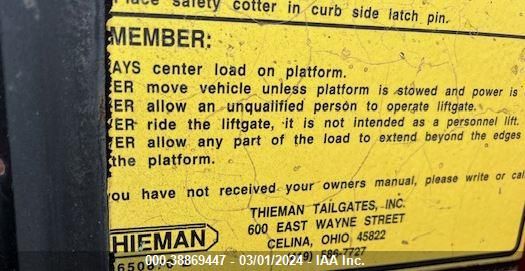 Place safety cotter in curb side latch pin.
MEMBER:
AYS center load on platform.
ER move vehicle unless platform is stowed and power is
ER allow an unqualified person to operate liftgate.
ER ride the liftgate, it is not intended as a personnel lift.
ER allow any part of the load to extend beyond the edges
the platform.
ou have not received your owners manual, please write or cal
THIEMAN TAILGATES, INC.
600 EAST WAYNE STREET
HIEMAN
CELINA, OHIO 45822
(419) 586-7727
000-38869447 - 03/01/2024 - IAA Inc.